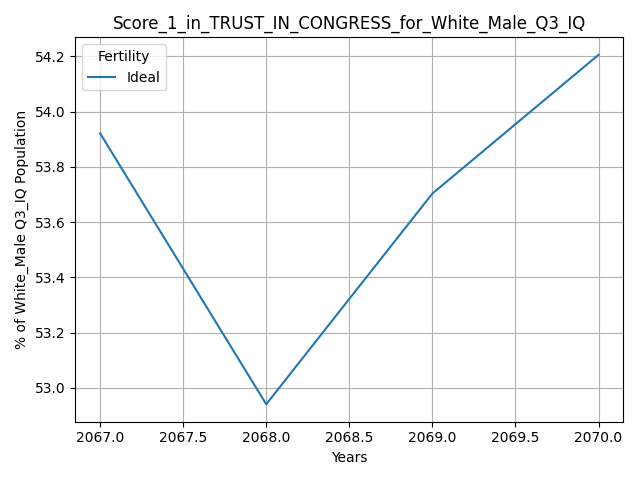 Score_1_in_TRUST_IN_CONGRESS_for_White_Male_Q3_IQ
Fertility
Ideal
% of White_Male Q3_IQ Population
54.2
54.0
53.8
53.6
53.4
53.2
53.0
2067.0 2067.5 2068.0 2068.5 2069.0 2069.5 2070.0
Years